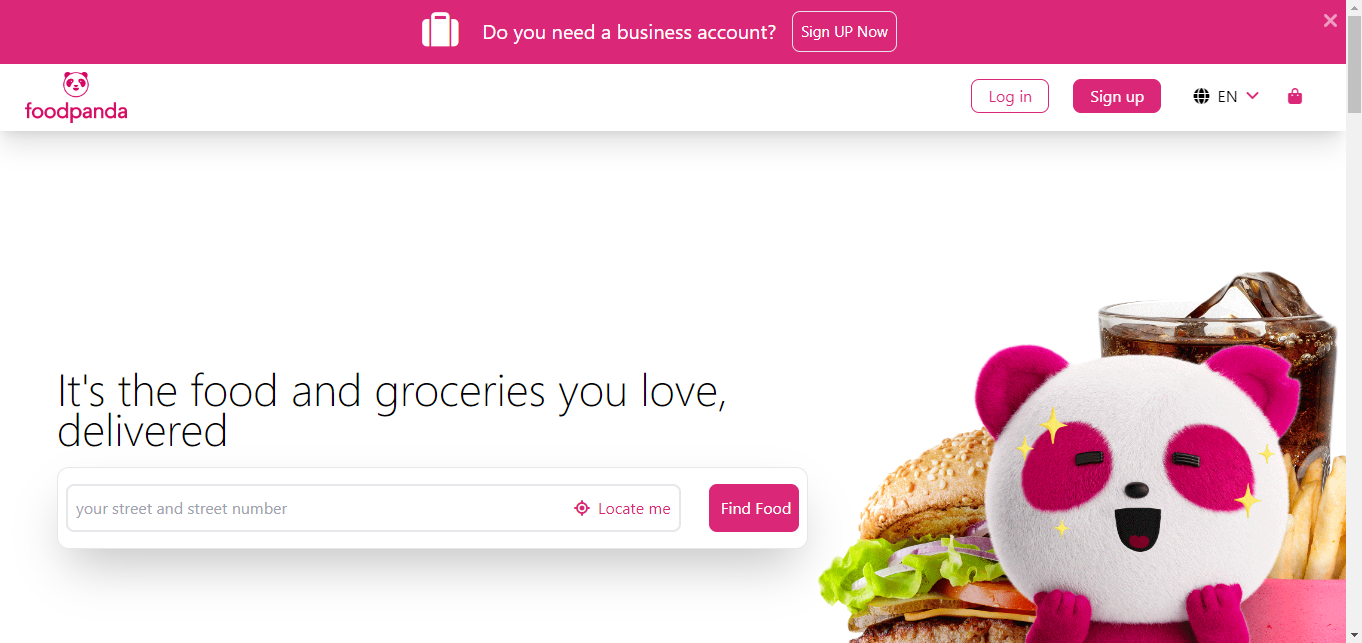 Do you need a business account?
Sign UP Now
foodpanda
Log in
Sign up
EN
It's the food and groceries you love,
delivered
your street and street number
Locate me
Find Food